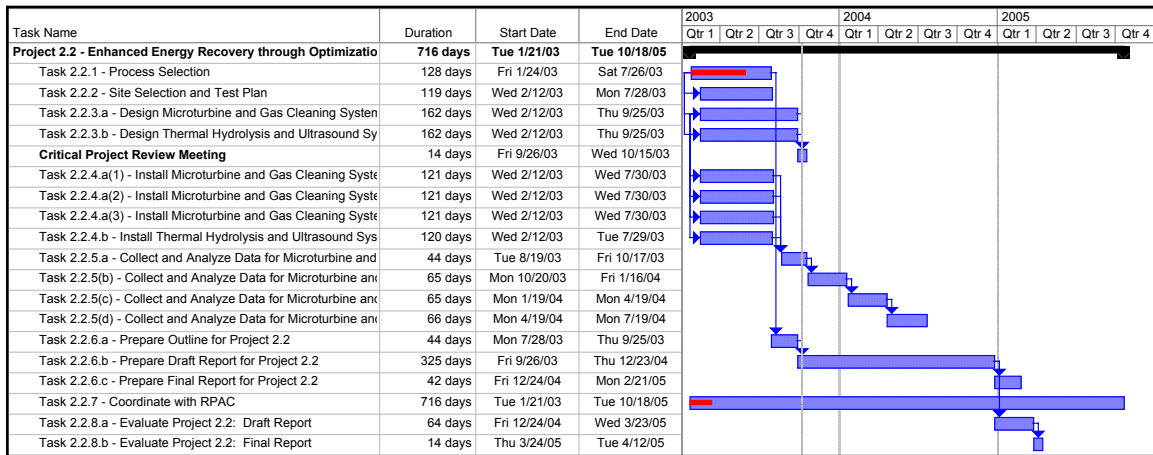 2003 2004 2005
Task Name Duration Start Date End Date Qtr 1 Qtr 2 Qtr 3 Qtr 4 Qtr 1 Qtr 2 Qtr 3 Qtr 4 Qtr 1 Qtr 2 Qtr 3 Qtr 4
Project 2.2 - Enhanced Energy Recovery through Optimizatio 716 days Tue 1/21/03 Tue 10/18/05
Task 2.2.1 - Process Selection 128 days Fri 1/24/03 Sat 7/26/03
Task 2.2.2 - Site Selection and Test Plan 119 days Wed 2/12/03 Mon 7/28/03
Task 2.2.3.a - Design Microturbine and Gas Cleaning System 162 days Wed 2/12/03 Thu 9/25/03
Task 2.2.3.b - Design Thermal Hydrolysis and Ultrasound Sy 162 days Wed 2/12/03 Thu 9/25/03
Critical Project Review Meeting 14 days Fri 9/26/03 Wed 10/15/03
Task 2.2.4.a(1) - Install Microturbine and Gas Cleaning Syste 121 days Wed 2/12/03 Wed 7/30/03
Task 2.2.4.a(2) - Install Microturbine and Gas Cleaning Syste 121 days Wed 2/12/03 Wed 7/30/03
Task 2.2.4.a(3) - Install Microturbine and Gas Cleaning Syste 121 days Wed 2/12/03 Wed 7/30/03
Task 2.2.4.b - Install Thermal Hydrolysis and Ultrasound Sys 120 days Wed 2/12/03 Tue 7/29/03
Task 2.2.5.a - Collect and Analyze Data for Microturbine and 44 days Tue 8/19/03 Fri 10/17/03
Task 2.2.5(b) - Collect and Analyze Data for Microturbine and 65 days Mon 10/20/03 Fri 1/16/04
Task 2.2.5(c) - Collect and Analyze Data for Microturbine and 65 days Mon 1/19/04 Mon 4/19/04
Task 2.2.5(d) - Collect and Analyze Data for Microturbine and 66 days Mon 4/19/04 Mon 7/19/04
Task 2.2.6.a - Prepare Outline for Project 2.2 44 days Mon 7/28/03 Thu 9/25/03
Task 2.2.6.b - Prepare Draft Report for Project 2.2 325 days Fri 9/26/03 Thu 12/23/04
Task 2.2.6.c - Prepare Final Report for Project 2.2 42 days Fri 12/24/04 Mon 2/21/05
Task 2.2.7 - Coordinate with RPAC 716 days Tue 1/21/03 Tue 10/18/05
Task 2.2.8.a - Evaluate Project 2.2: Draft Report 64 days Fri 12/24/04 Wed 3/23/05
Task 2.2.8.b - Evaluate Project 2.2: Final Report 14 days Thu 3/24/05 Tue 4/12/05